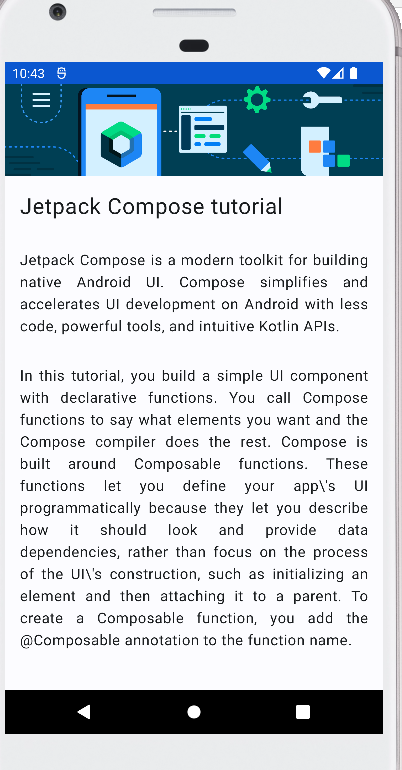 10:43
Jetpack Compose tutorial
Jetpack Compose is a modern toolkit for building
native Android UI. Compose simplifies and
accelerates UI development on Android with less
code, powerful tools, and intuitive Kotlin APIs.
In this tutorial, you build a simple UI component
with declarative functions. You call Compose
functions to say what elements you want and the
Compose compiler does the rest. Compose is
built around Composable functions. These
functions let you define your app\'s UI
programmatically because they let you describe
how it should look and provide data
dependencies, rather than focus on the process
of the UI\'s construction, such as initializing an
element and then attaching it to a parent. To
create a Composable function, you add the
@Composable annotation to the function name.